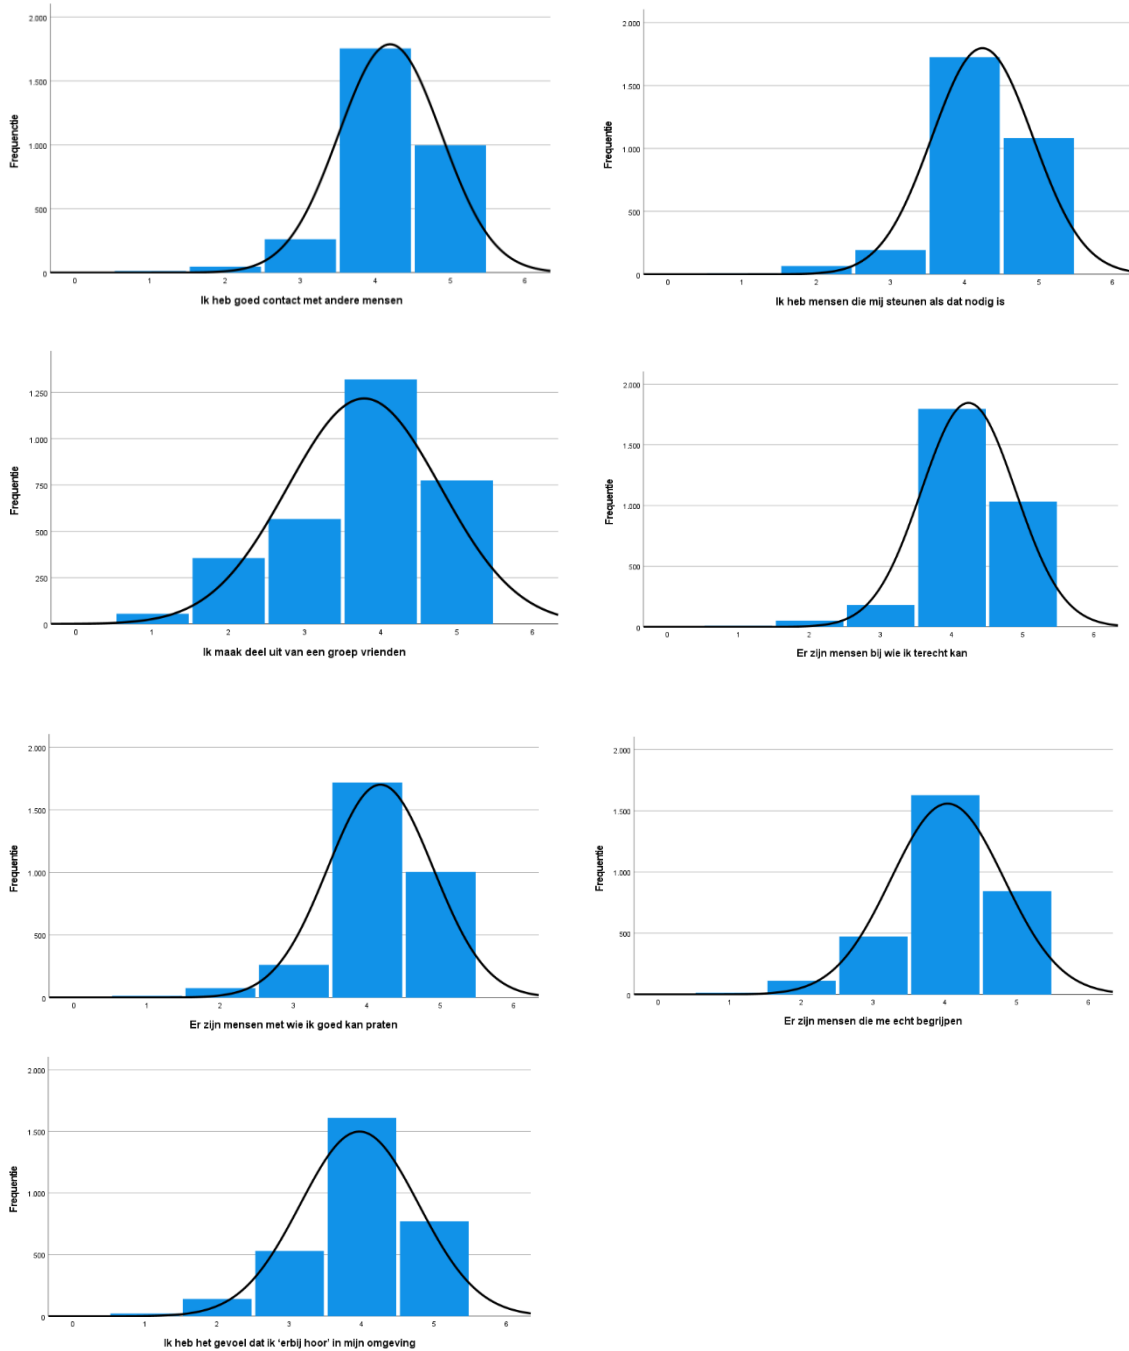 2.000
1.500
1.000
500
0
Frequenctie
0 1 2 3 4 5 6
Ik heb goed contact met andere mensen
2.000
1.500
1.000
500
0
Frequentie
0 1 2 3 4 5 6
Ik heb mensen die mij steunen als dat nodig is
1.250
1.000
750
500
250
0
Frequentie
0 1 2 3 4 5 6
Ik maak deel uit van een groep vrienden
2.000
1.500
1.000
500
0
Frequentie
0 1 2 3 4 5 6
Er zijn mensen bij wie ik terecht kan
2.000
1.500
1.000
500
0
Frequentie
0 1 2 3 4 5 6
Er zijn mensen met wie ik goed kan praten
2.000
1.500
1.000
500
0
Frequentie
0 1 2 3 4 5 6
Er zijn mensen die me echt begrijpen
2.000
1.500
1.000
500
0
Frequentie
0 1 2 3 4 5 6
Ik heb het gevoel dat ik ‘erbij hoor’ in mijn omgeving